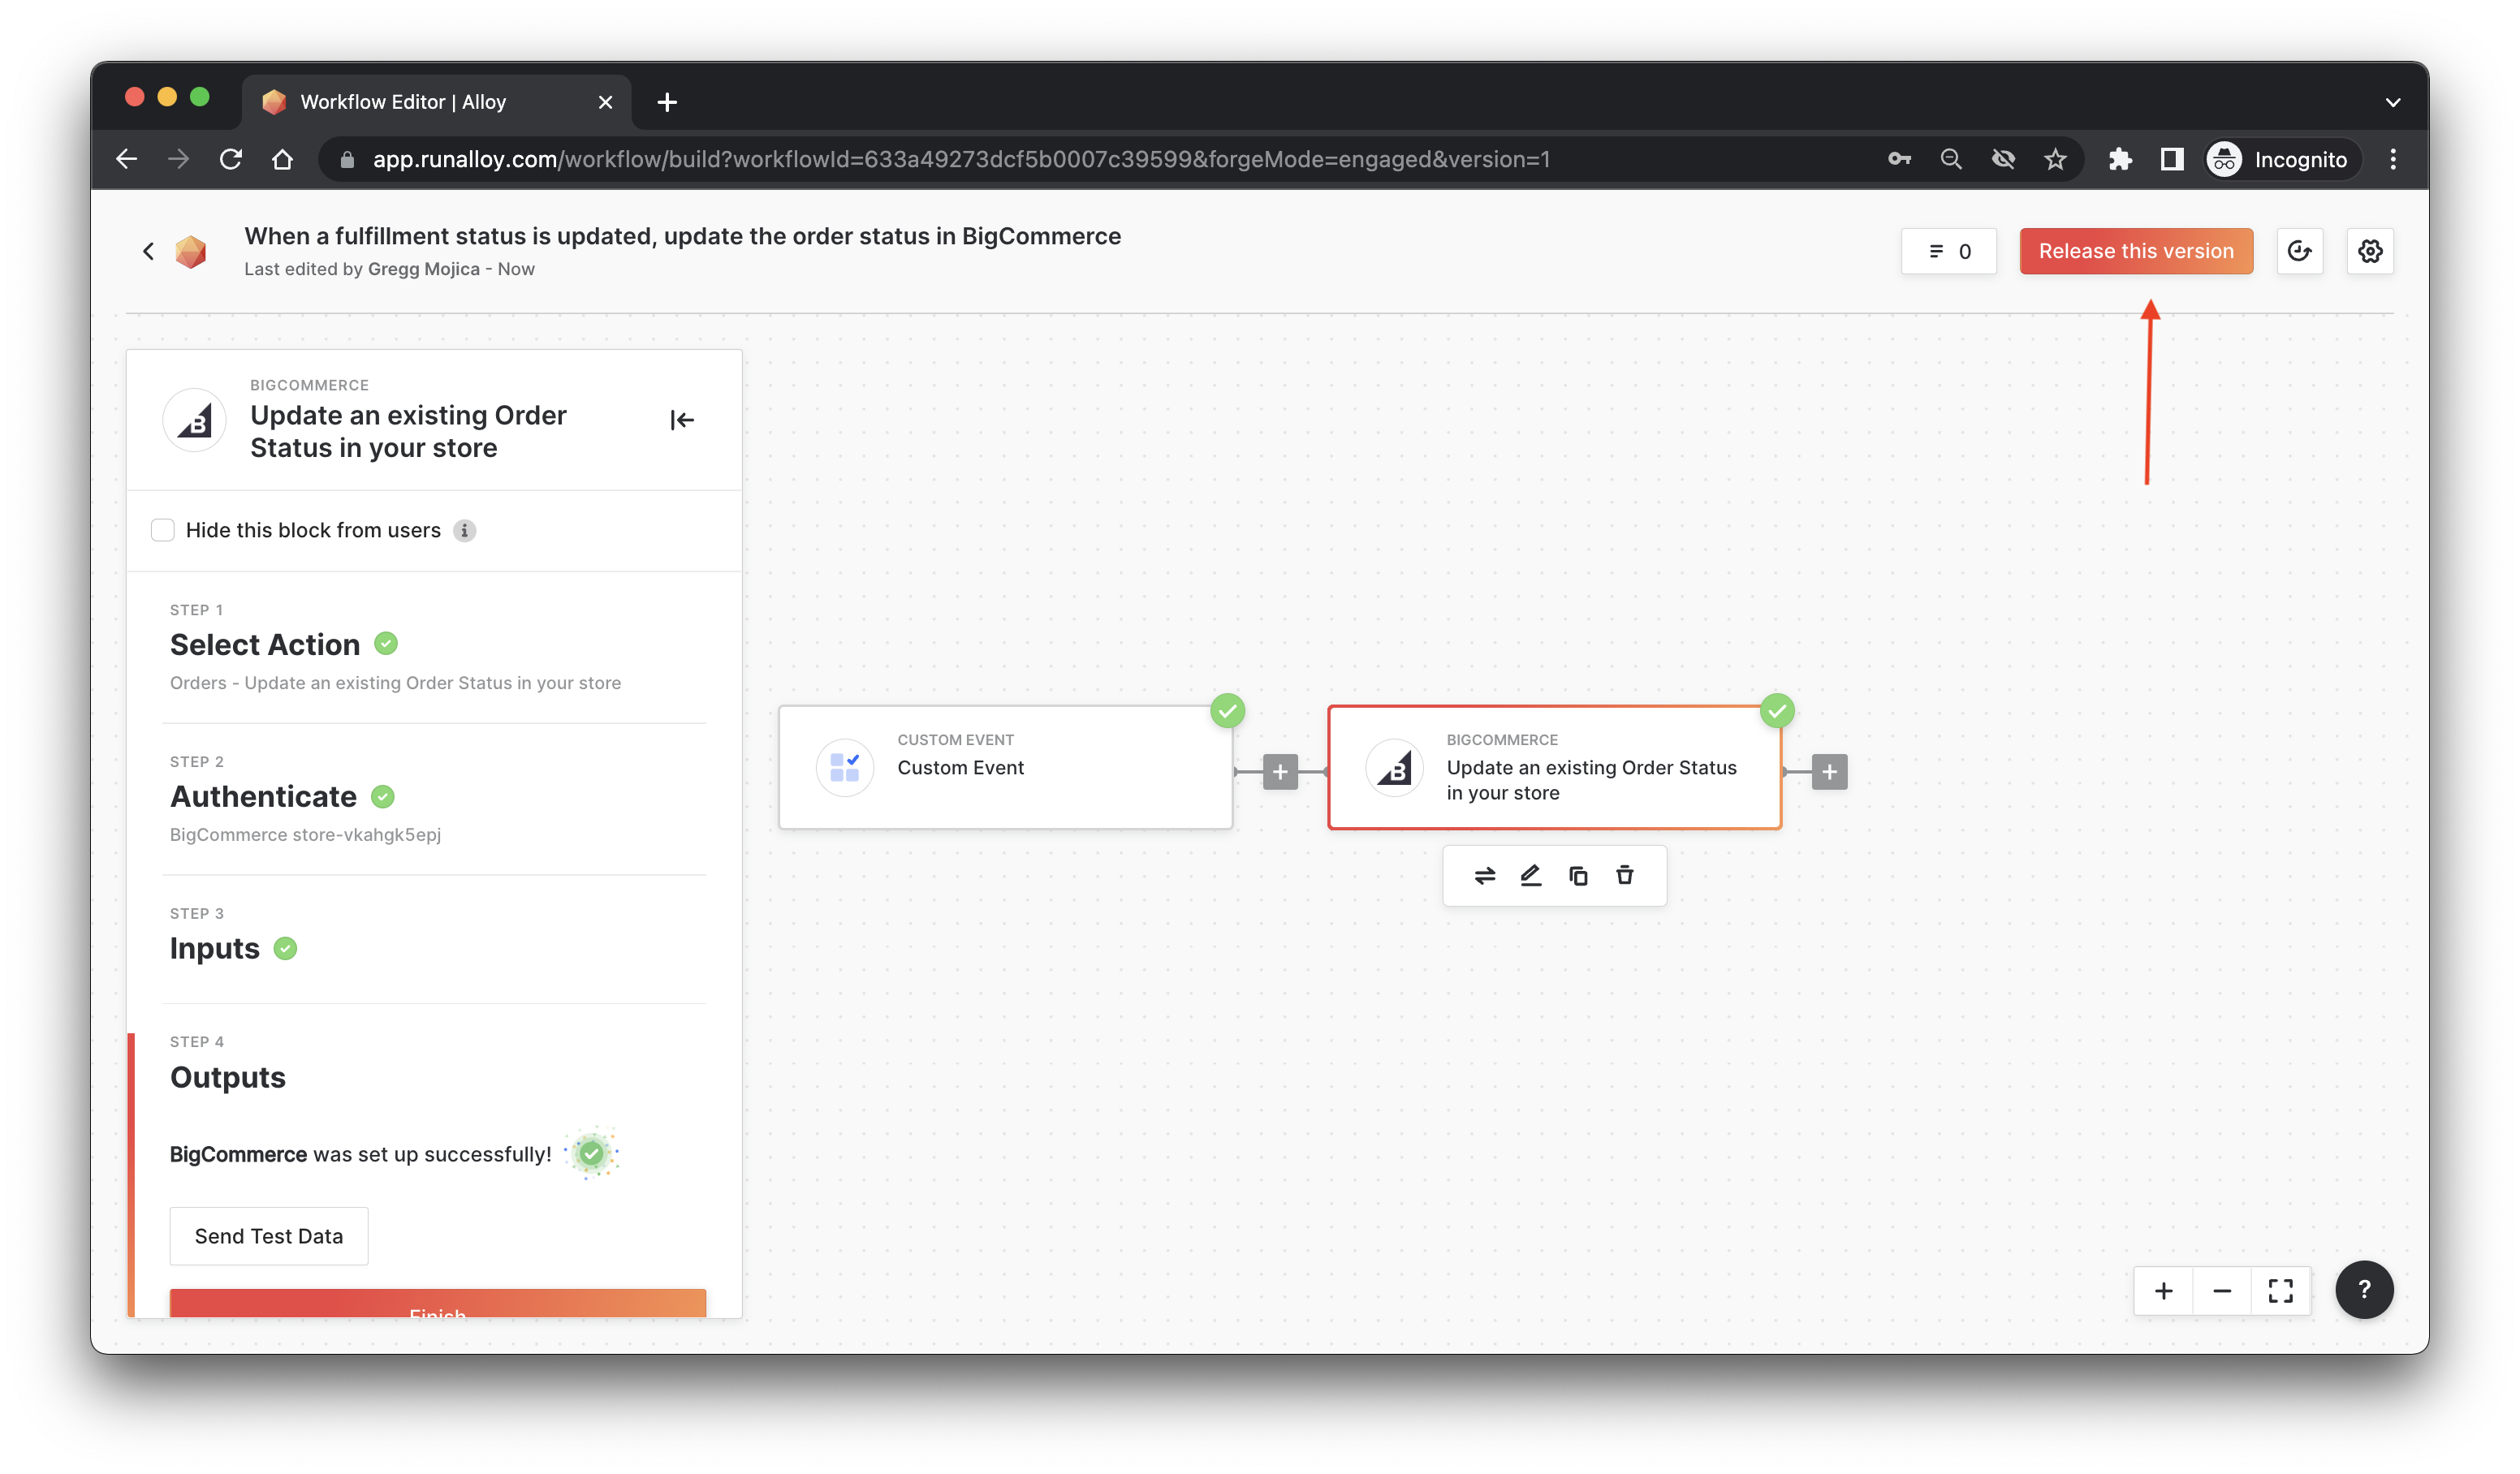 Workflow Editor | Alloy
app.runalloy.com/workflow/build?workflowId=633a49273dcf5b0007c39599&forgeMode=engaged&version=1
Incognito
When a fulfillment status is updated, update the order status in BigCommerce
Last edited by Gregg Mojica - Now
0
Release this version
BIGCOMMERCE
Update an existing Order
Status in your store
Hide this block from users
i
STEP 1
Select Action
Orders - Update an existing Order Status in your store
STEP 2
Authenticate
BigCommerce store-vkahgk5epj
STEP 3
Inputs
STEP 4
Outputs
BigCommerce was set up successfully!
Send Test Data
Finish
CUSTOM EVENT
Custom Event
B
BIGCOMMERCE
Update an existing Order Status
in your store
?